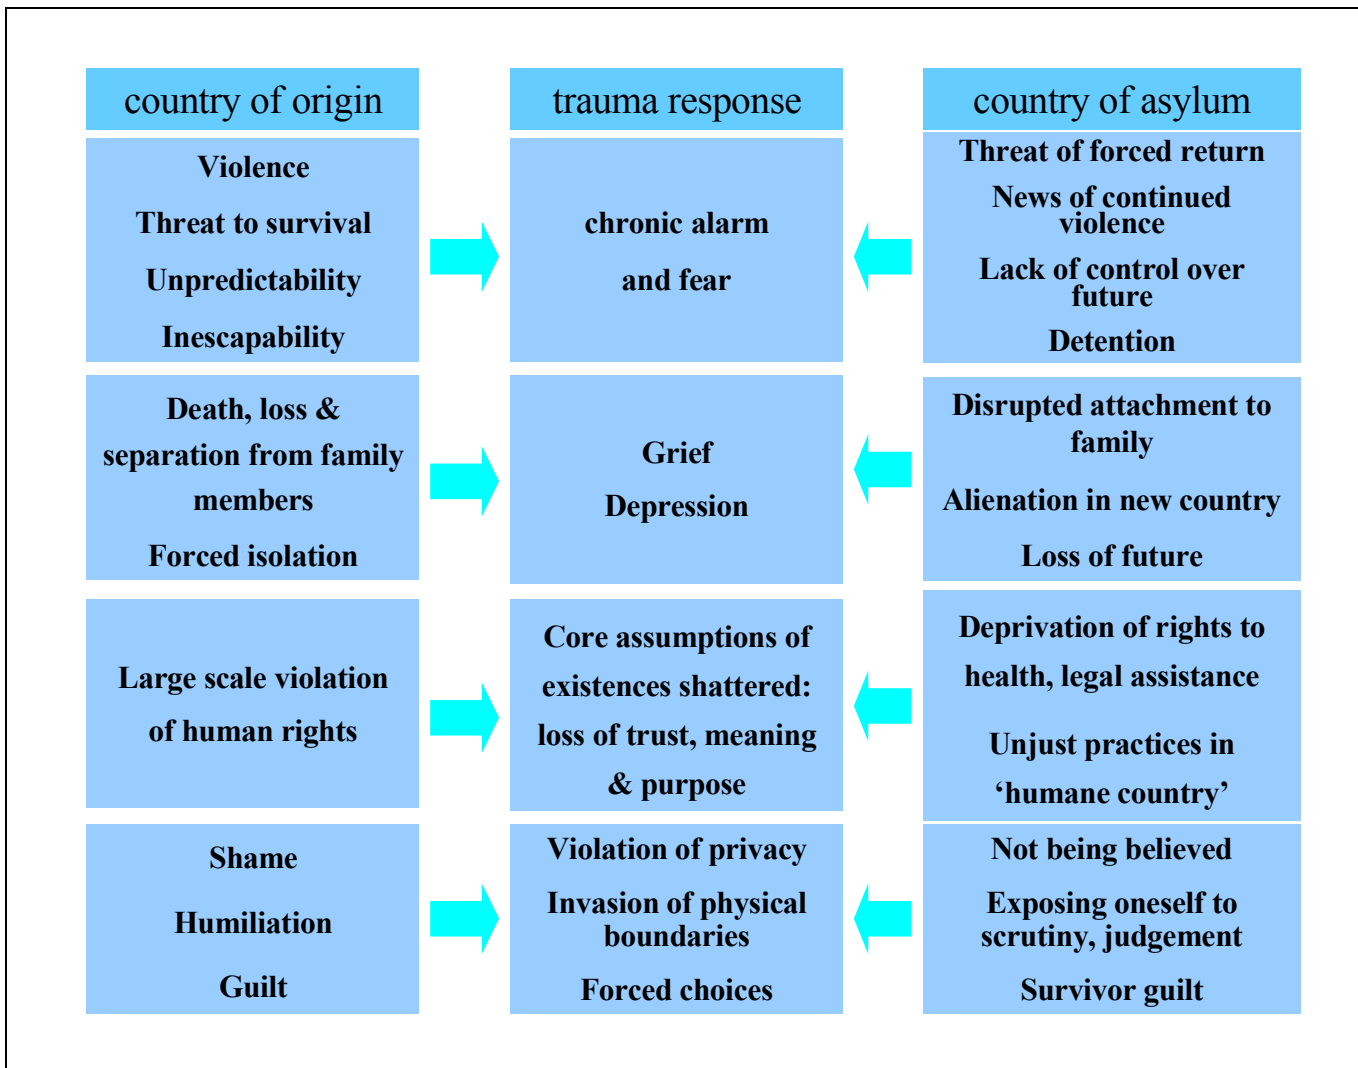 country of origin
trauma response
country of asylum
Violence
Threat to survival
Unpredictability
Inescapability
chronic alarm
and fear
Threat of forced return
News of continued
violence
Lack of control over
future
Detention
Death, loss &
separation from family
members
Forced isolation
Grief
Depression
Disrupted attachment to
family
Alienation in new country
Loss of future
Large scale violation
of human rights
Core assumptions of
existences shattered:
loss of trust, meaning
& purpose
Deprivation of rights to
health, legal assistance
Unjust practices in
‘humane country’
Shame
Humiliation
Guilt
Violation of privacy
Invasion of physical
boundaries
Forced choices
Not being believed
Exposing oneself to
scrutiny, judgement
Survivor guilt